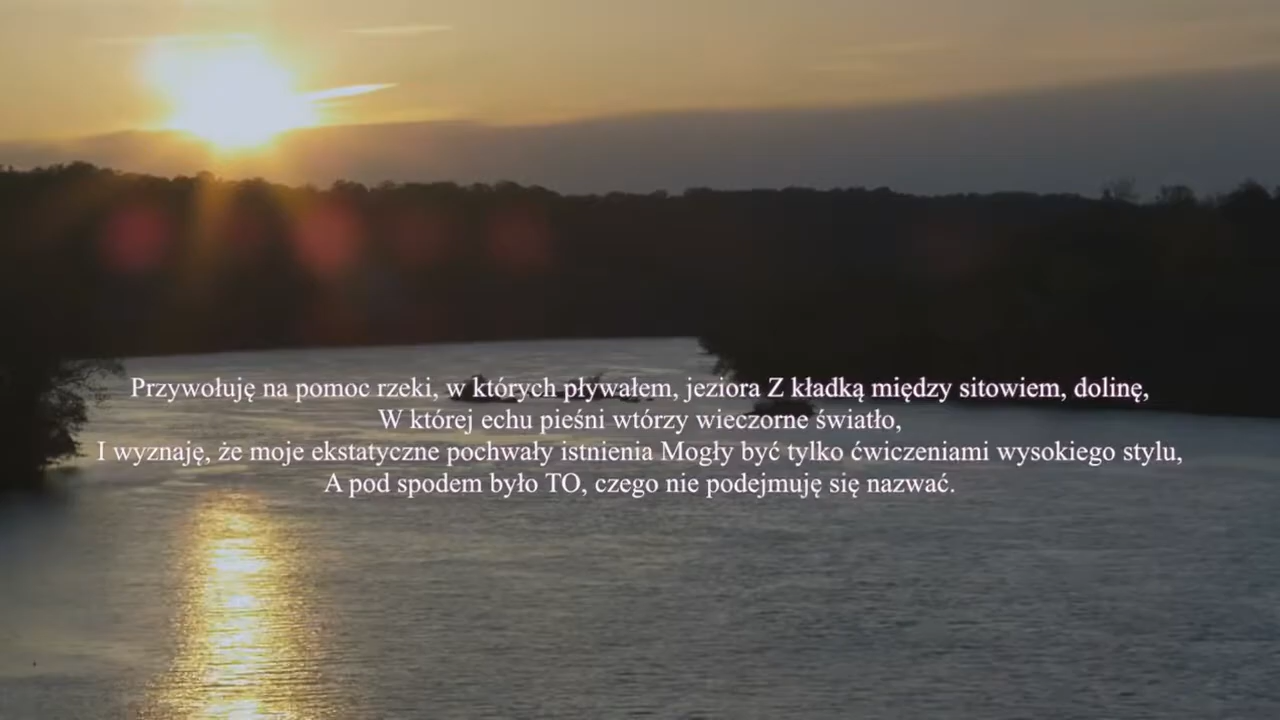 Przywołuję na pomoc rzeki, w których pływałem, jeziora Z kładką między sitowiem, dolinę,
W której echu pieśni wtórzy wieczorne światło,
I wyznaję, że moje ekstatyczne pochwały istnienia Mogły być tylko ćwiczeniami wysokiego stylu,
A pod spodem było TO, czego nie podejmuję się nazwać.